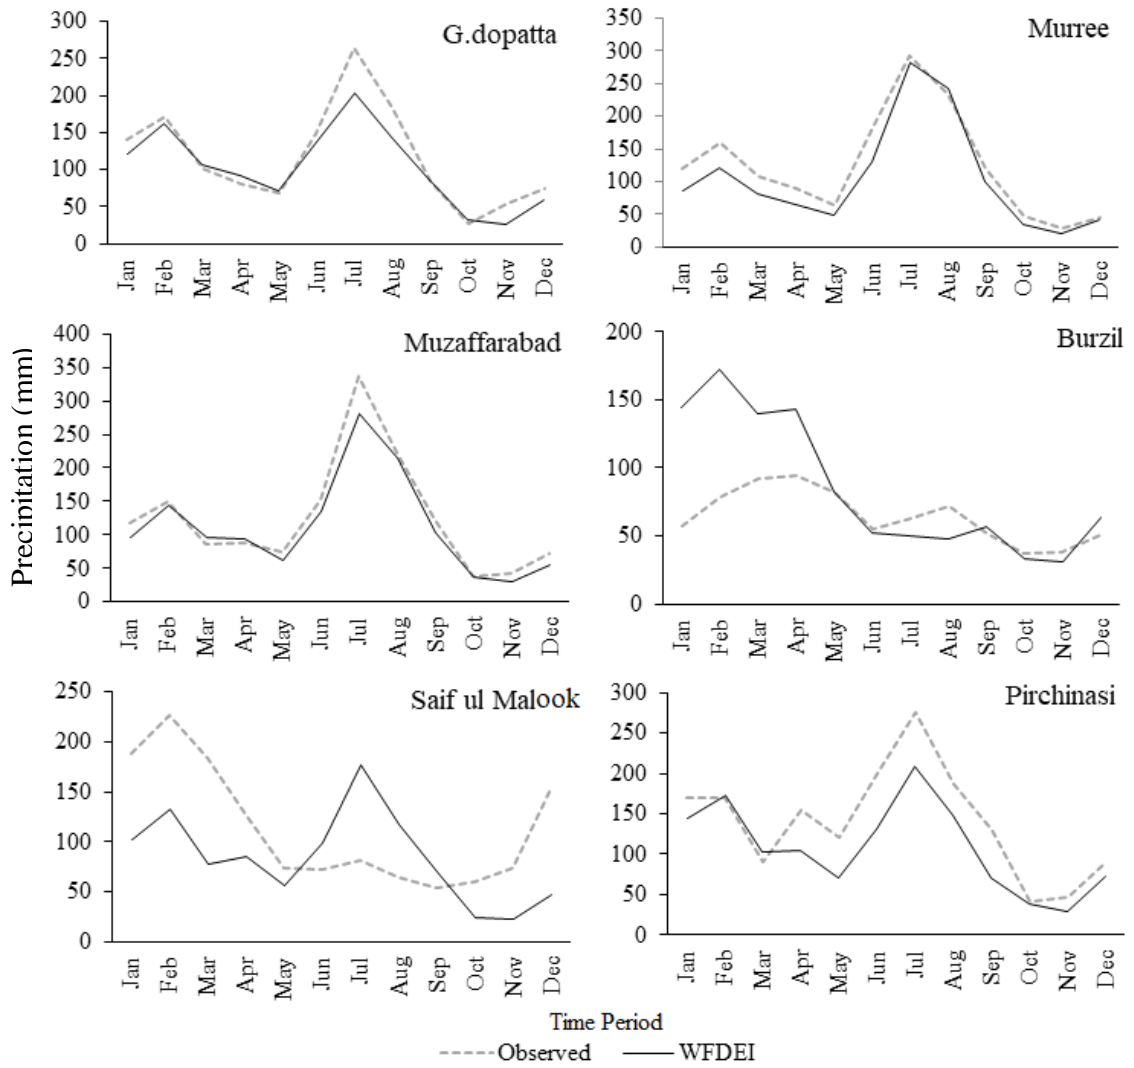 G.dopatta
300
250
200
150
100
50
0
Jan Feb Mar Apr May Jun Jul Aug Sep Oct Nov Dec
Murree
350
300
250
200
150
100
50
0
Jan Feb Mar Apr May Jun Jul Aug Sep Oct Nov Dec
Precipitation (mm)
Muzaffarabad
400
350
300
250
200
150
100
50
0
Jan Feb Mar Apr May Jun Jul Aug Sep Oct Nov Dec
Burzil
200
150
100
50
0
Jan Feb Mar Apr May Jun Jul Aug Sep Oct Nov Dec
Saif ul Malook
250
200
150
100
50
0
Jan Feb Mar Apr May Jun Jul Aug Sep Oct Nov Dec
Pirchinasi
300
250
200
150
100
50
0
Jan Feb Mar Apr May Jun Jul Aug Sep Oct Nov Dec
Time Period
Observed WFDEI